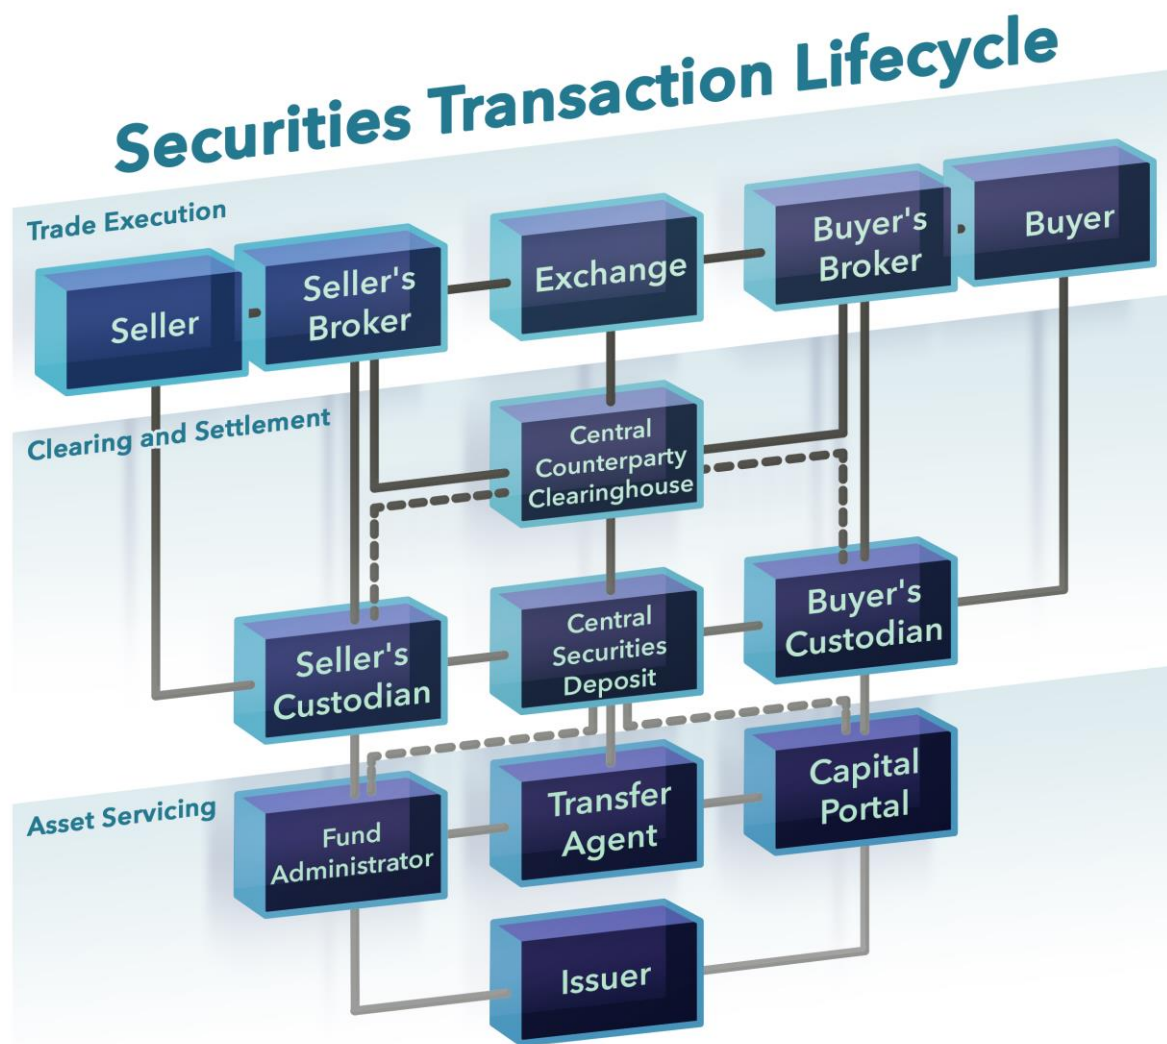 Securities Transaction Lifecycle
Trade Execution
Seller
Seller's
Broker
Exchange
Buyer's
Broker
Buyer
Clearing and Settlement
Central
Counterparty
Clearinghouse
Seller's
Custodian
Central
Securities
Deposit
Buyer's
Custodian
Asset Servicing
Fund
Administrator
Transfer
Agent
Capital
Portal
Issuer